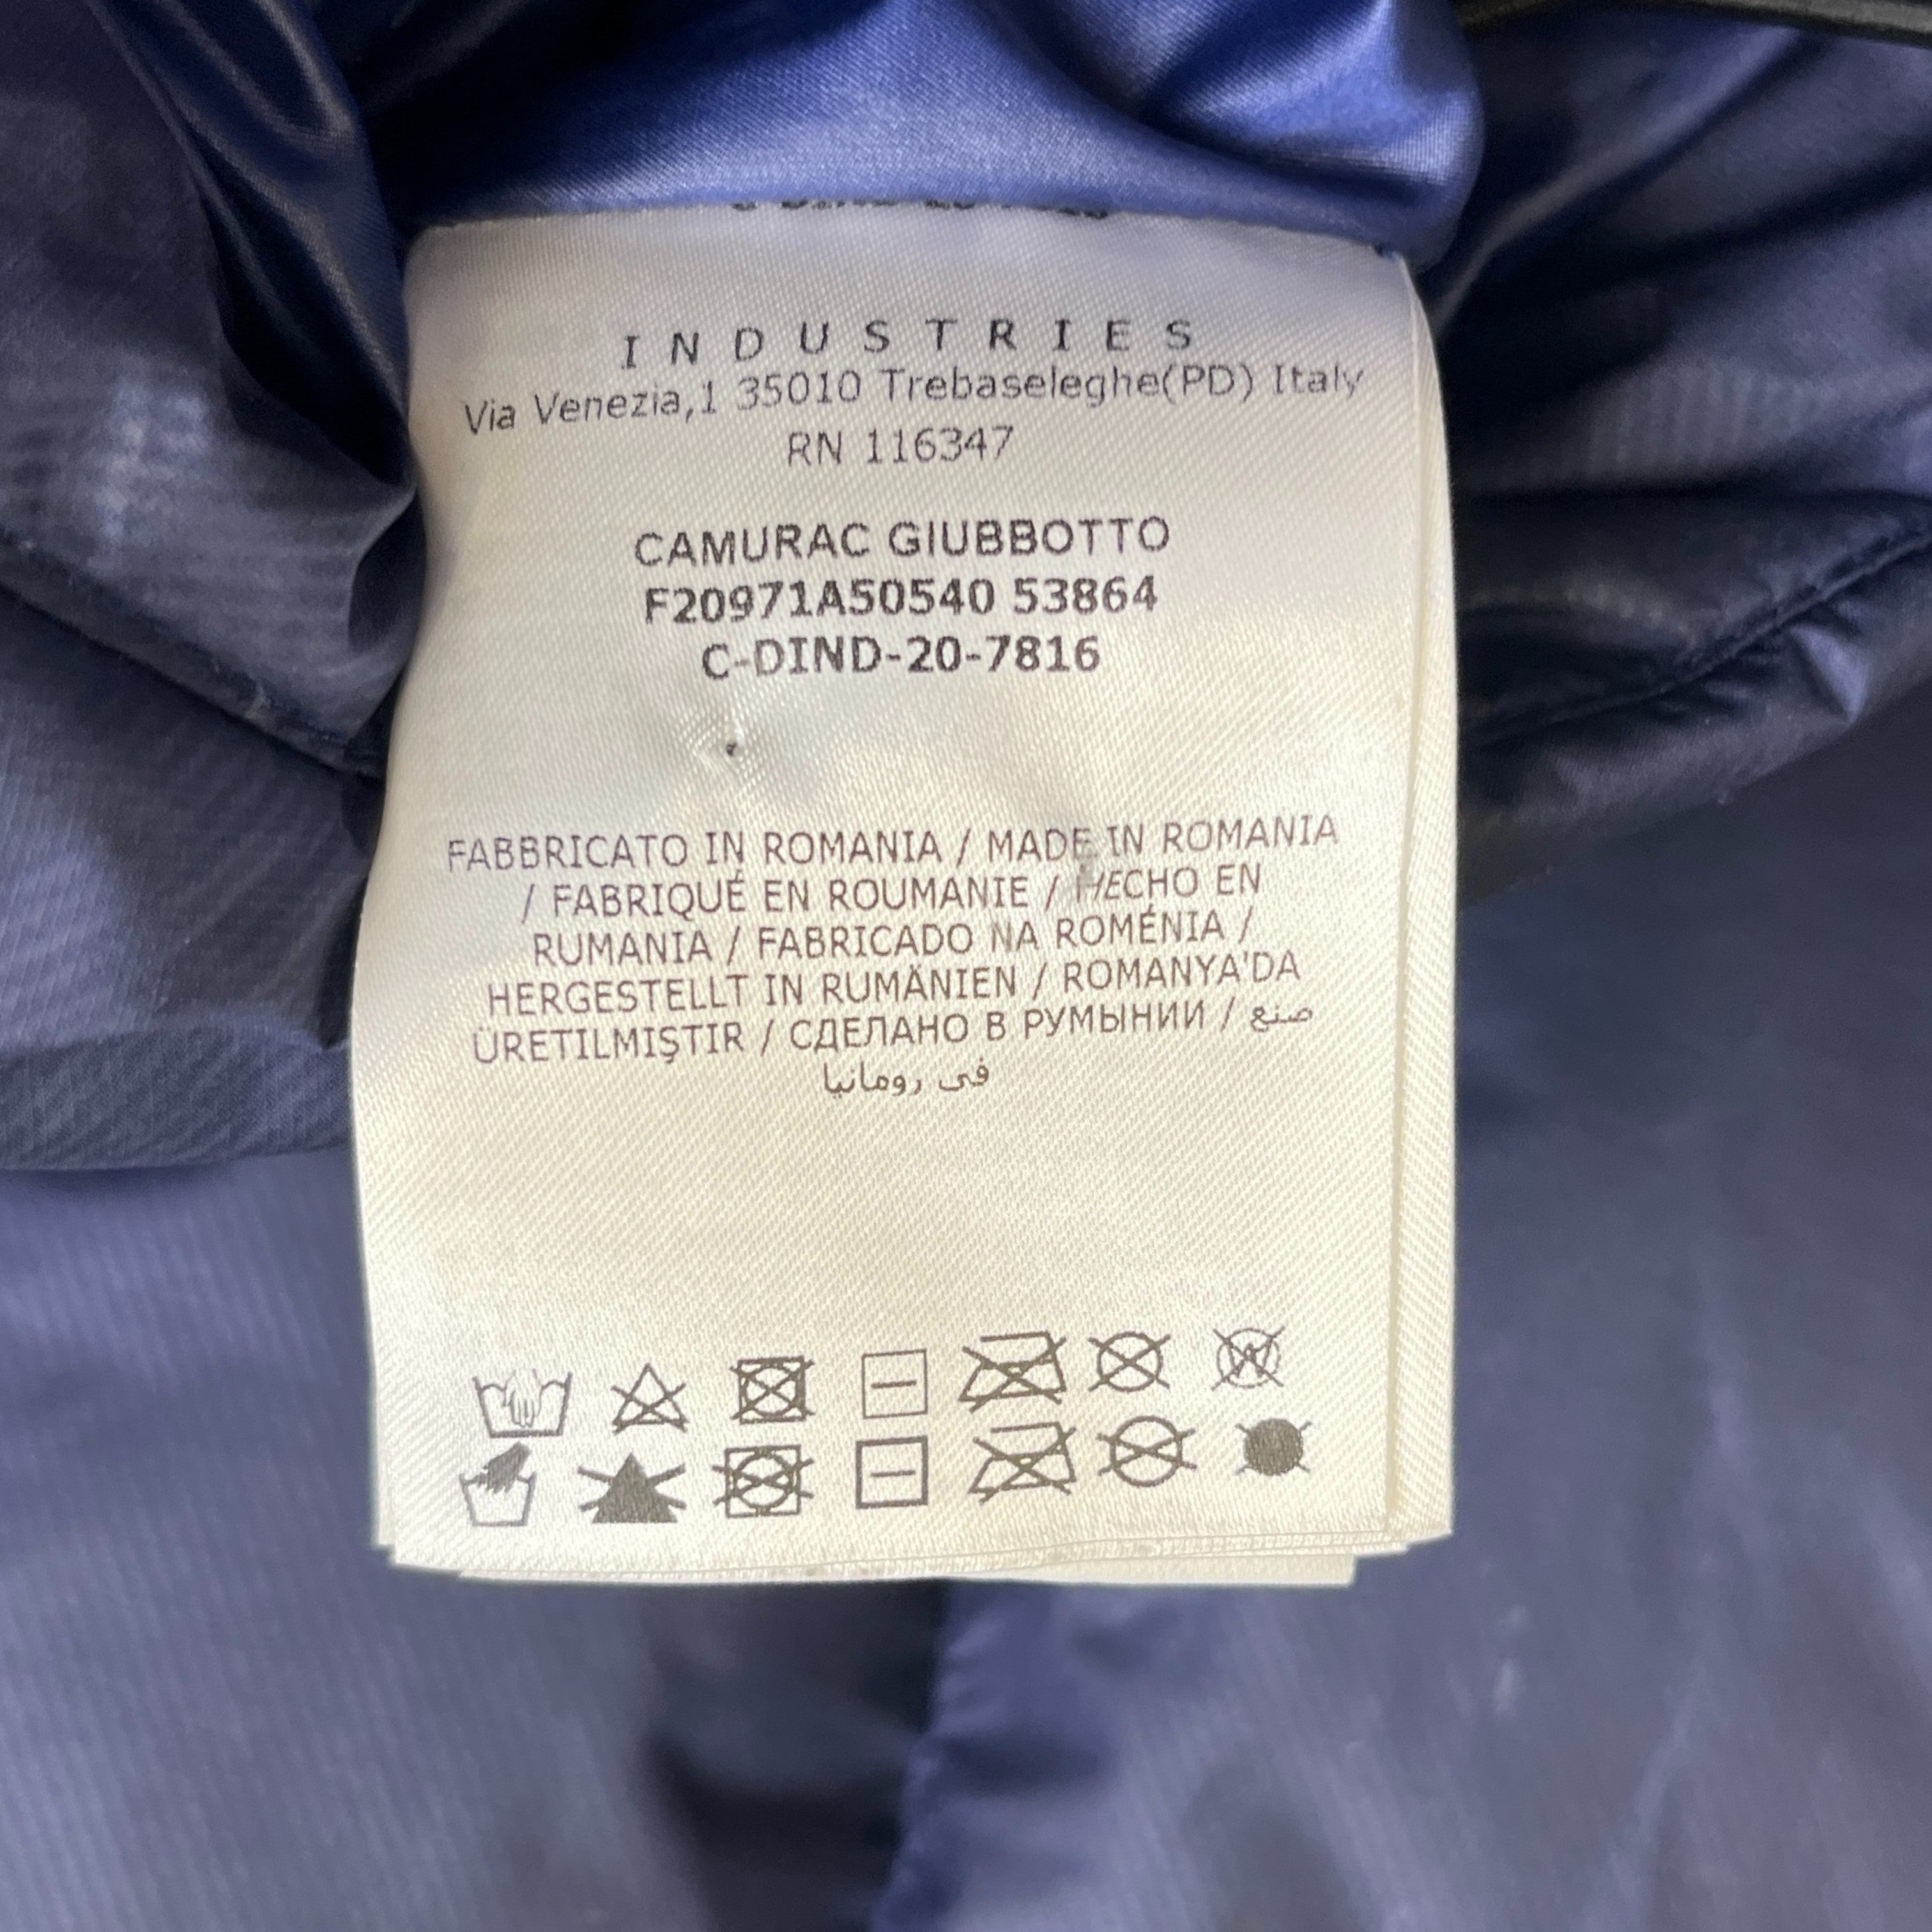 INDUSTRIES
Via Venezia,1 35010 Trebaseleghe(PD) Italy
RN 116347
CAMURAC GIUBBOTTO
F20971A50540 53864
C-DIND-20-7816
FABBRICATO IN ROMANIA / MADE IN ROMANIA
/ FABRIQUÉ EN ROUMANIE / HECHO EN
RUMANIA / FABRICADO NA ROMÉNIA /
HERGESTELLT IN RUMÄNIEN / ROMANYA'DA
ÜRETILMIŞTIR / СДЕЛАНО В РУМЫНИИ / صنع
في رومانيا
W